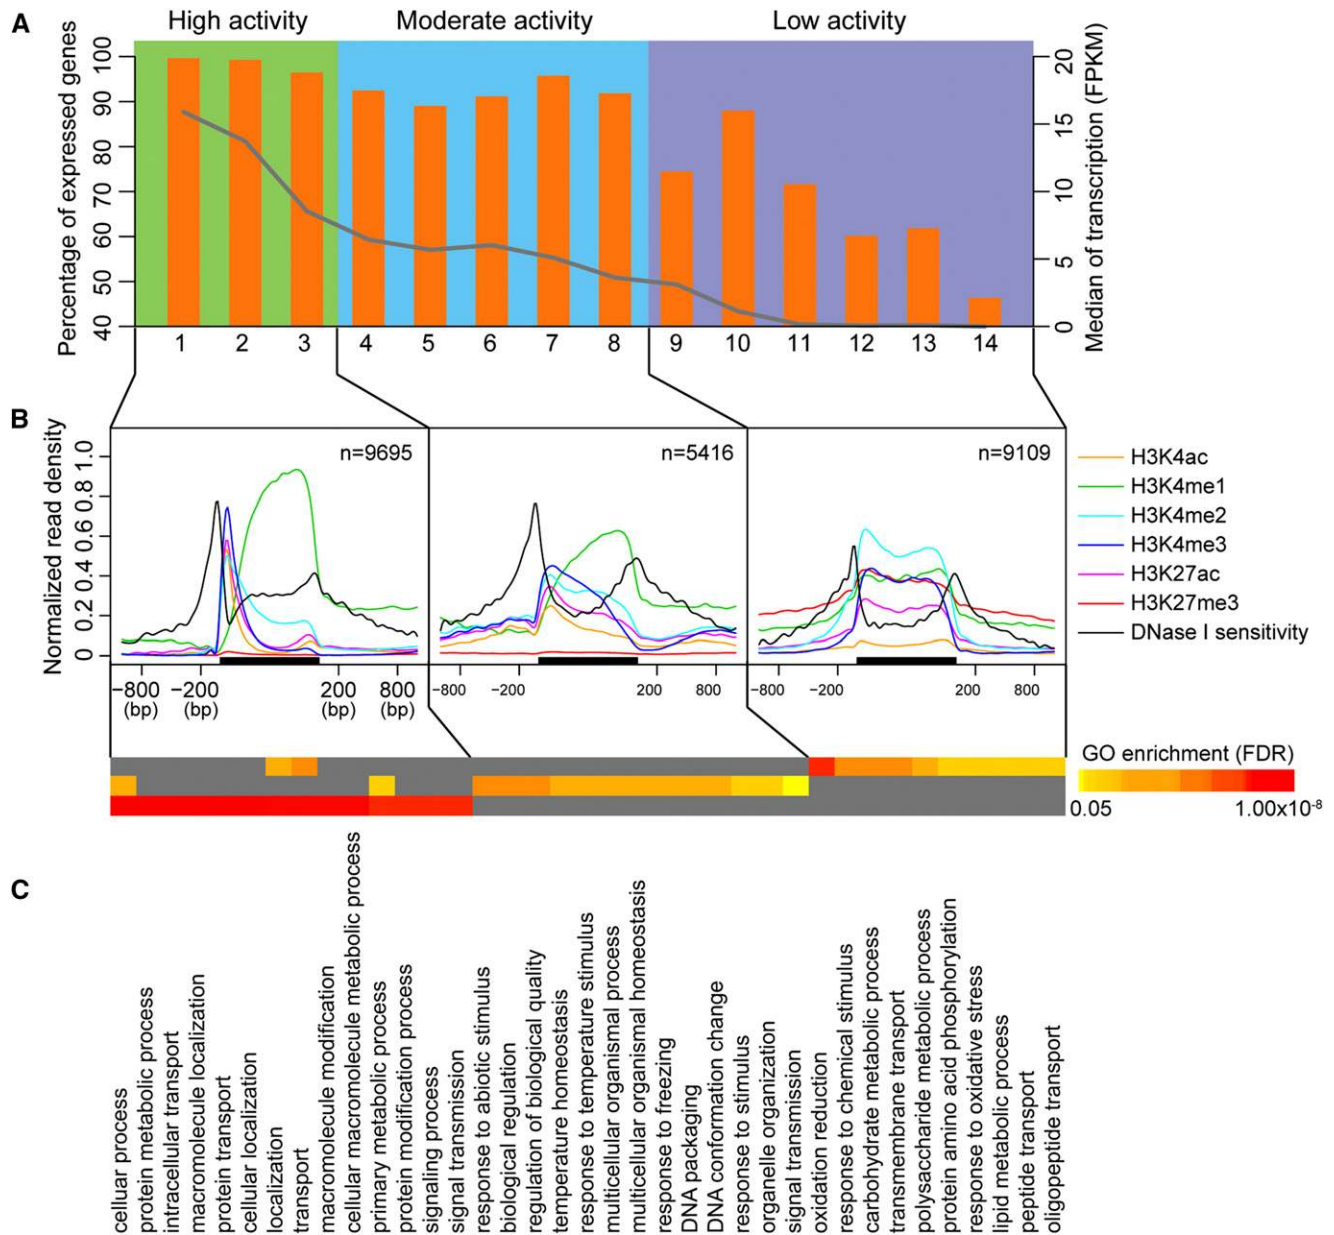 A
High activity
Moderate activity
Low activity
Percentage of expressed genes
100
90
80
70
60
50
40
20
15
10
5
0
Median of transcription (FPKM)
1 2 3 4 5 6 7 8 9 10 11 12 13 14
B
Normalized read density
1.0
0.8
0.6
0.4
0.2
0
n=9695
n=5416
n=9109
−800 −200 200 800
(bp) (bp) (bp) (bp)
−800 −200 200 800
−800 −200 200 800
H3K4ac
H3K4me1
H3K4me2
H3K4me3
H3K27ac
H3K27me3
DNase I sensitivity
GO enrichment (FDR)
0.05 1.00x10⁻⁸
C
celluar process
protein metabolic process
intracellular transport
macromolecule localization
protein transport
cellular localization
localization
transport
macromolecule modification
cellular macromolecule metabolic process
primary metabolic process
protein modification process
signaling process
signal transmission
response to abiotic stimulus
biological regulation
regulation of biological quality
temperature homeostasis
response to temperature stimulus
multicellular organismal process
multicellular organismal homeostasis
response to freezing
DNA packaging
DNA conformation change
response to stimulus
organelle organization
signal transmission
oxidation reduction
response to chemical stimulus
carbohydrate metabolic process
transmembrane transport
polysaccharide metabolic process
protein amino acid phosphorylation
response to oxidative stress
lipid metabolic process
peptide transport
oligopeptide transport